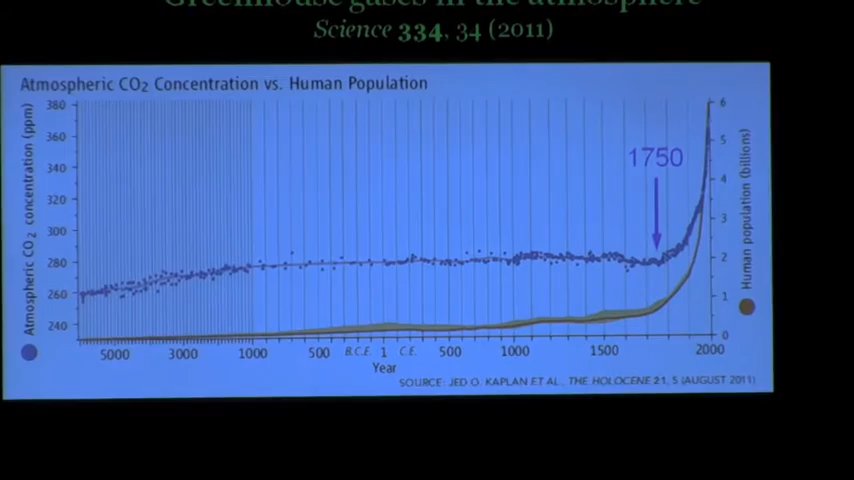 Greenhouse gases in the atmosphere
Science 334, 34 (2011)
Atmospheric CO2 Concentration vs. Human Population
380
360
340
320
300
280
260
240
Atmospheric CO2 concentration (ppm)
1750
6
5
4
3
2
1
0
Human population (billions)
5000 3000 1000 500 B.C.E. 1 C.E. 500 1000 1500 2000
Year
SOURCE: JED O. KAPLAN ET AL., THE HOLOCENE 21, 5 (AUGUST 2011)